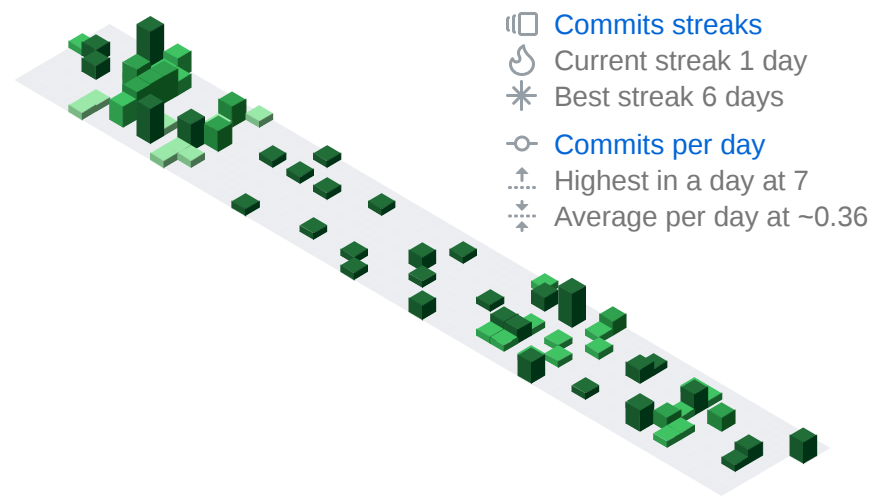 Commits streaks
Current streak 1 day
Best streak 6 days
Commits per day
Highest in a day at 7
Average per day at ~0.36